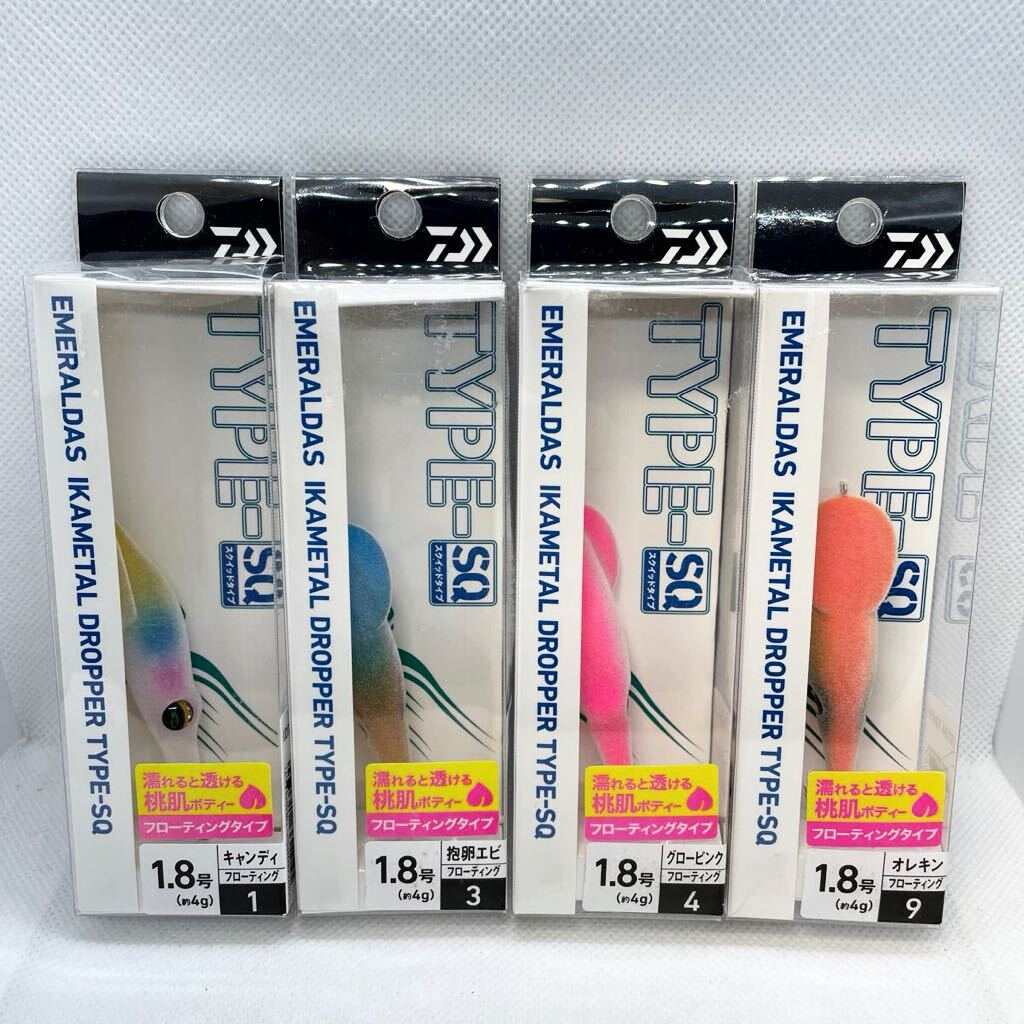 EMERALDAS IKAMETAL DROPPER TYPE-SQ
TYPE-SQ
スクイッドタイプ
濡れると透ける
桃肌ボディー
フローティングタイプ
1.8号
(約4g)
キャンディ
フローティング
1
EMERALDAS IKAMETAL DROPPER TYPE-SQ
TYPE-SQ
スクイッドタイプ
濡れると透ける
桃肌ボディー
フローティングタイプ
1.8号
(約4g)
抱卵エビ
フローティング
3
EMERALDAS IKAMETAL DROPPER TYPE-SQ
TYPE-SQ
スクイッドタイプ
濡れると透ける
桃肌ボディー
フローティングタイプ
1.8号
(約4g)
グローピンク
フローティング
4
EMERALDAS IKAMETAL DROPPER TYPE-SQ
TYPE-SQ
スクイッドタイプ
濡れると透ける
桃肌ボディー
フローティングタイプ
1.8号
(約4g)
オレキン
フローティング
9